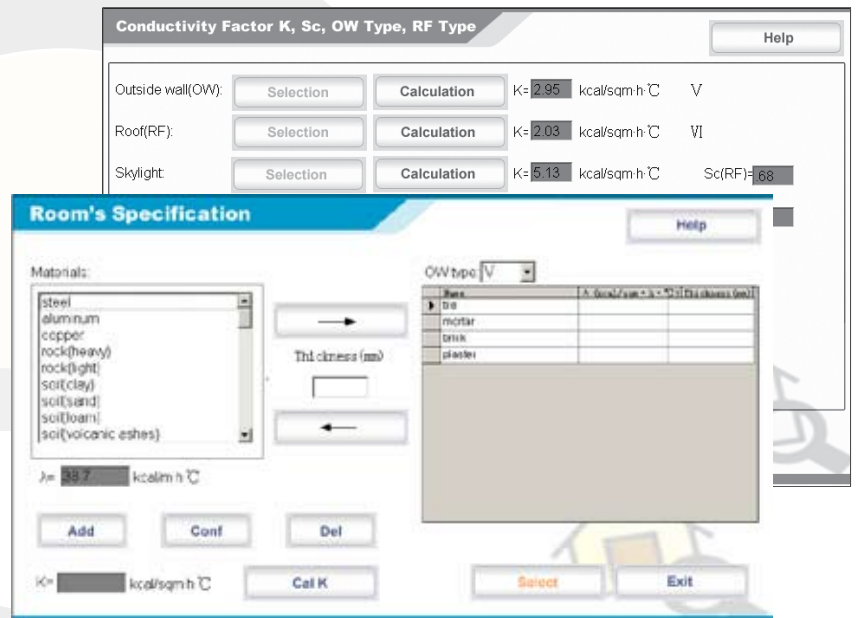 Conductivity Factor K, Sc, OW Type, RF Type
Help
Outside wall(OW): Selection Calculation K= 2.95 kcal/sqm·h·℃ Ⅴ
Roof(RF): Selection Calculation K= 2.03 kcal/sqm·h·℃ Ⅵ
Skylight: Selection Calculation K= 5.13 kcal/sqm·h·℃ Sc(RF)= .68
Room's Specification
Help
Materials:
steel
aluminum
copper
rock(heavy)
rock(light)
soil(clay)
soil(sand)
soil(loam)
soil(volcanic ashes)
Thickness (mm)
OW type: Ⅴ
Name Thickness (mm)
tile
mortar
brick
plaster
λ= 38.7 kcal/m h ℃
Add Conf Del
K= kcal/sqm h ℃ Cal K
Select Exit